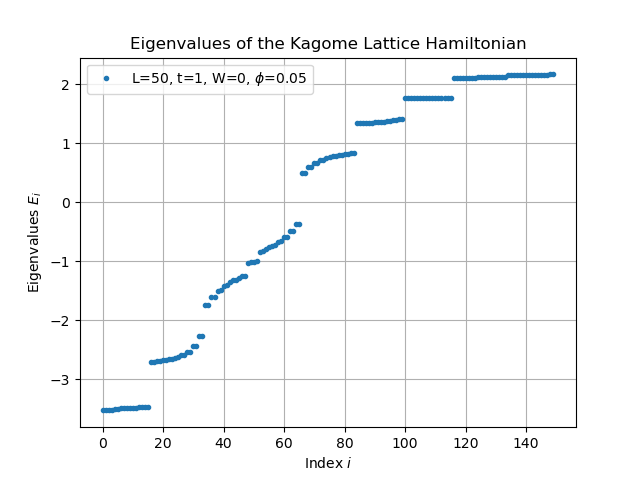 Eigenvalues of the Kagome Lattice Hamiltonian
L=50, t=1, W=0, ϕ=0.05
Eigenvalues Eᵢ
2
1
0
−1
−2
−3
0 20 40 60 80 100 120 140
Index i